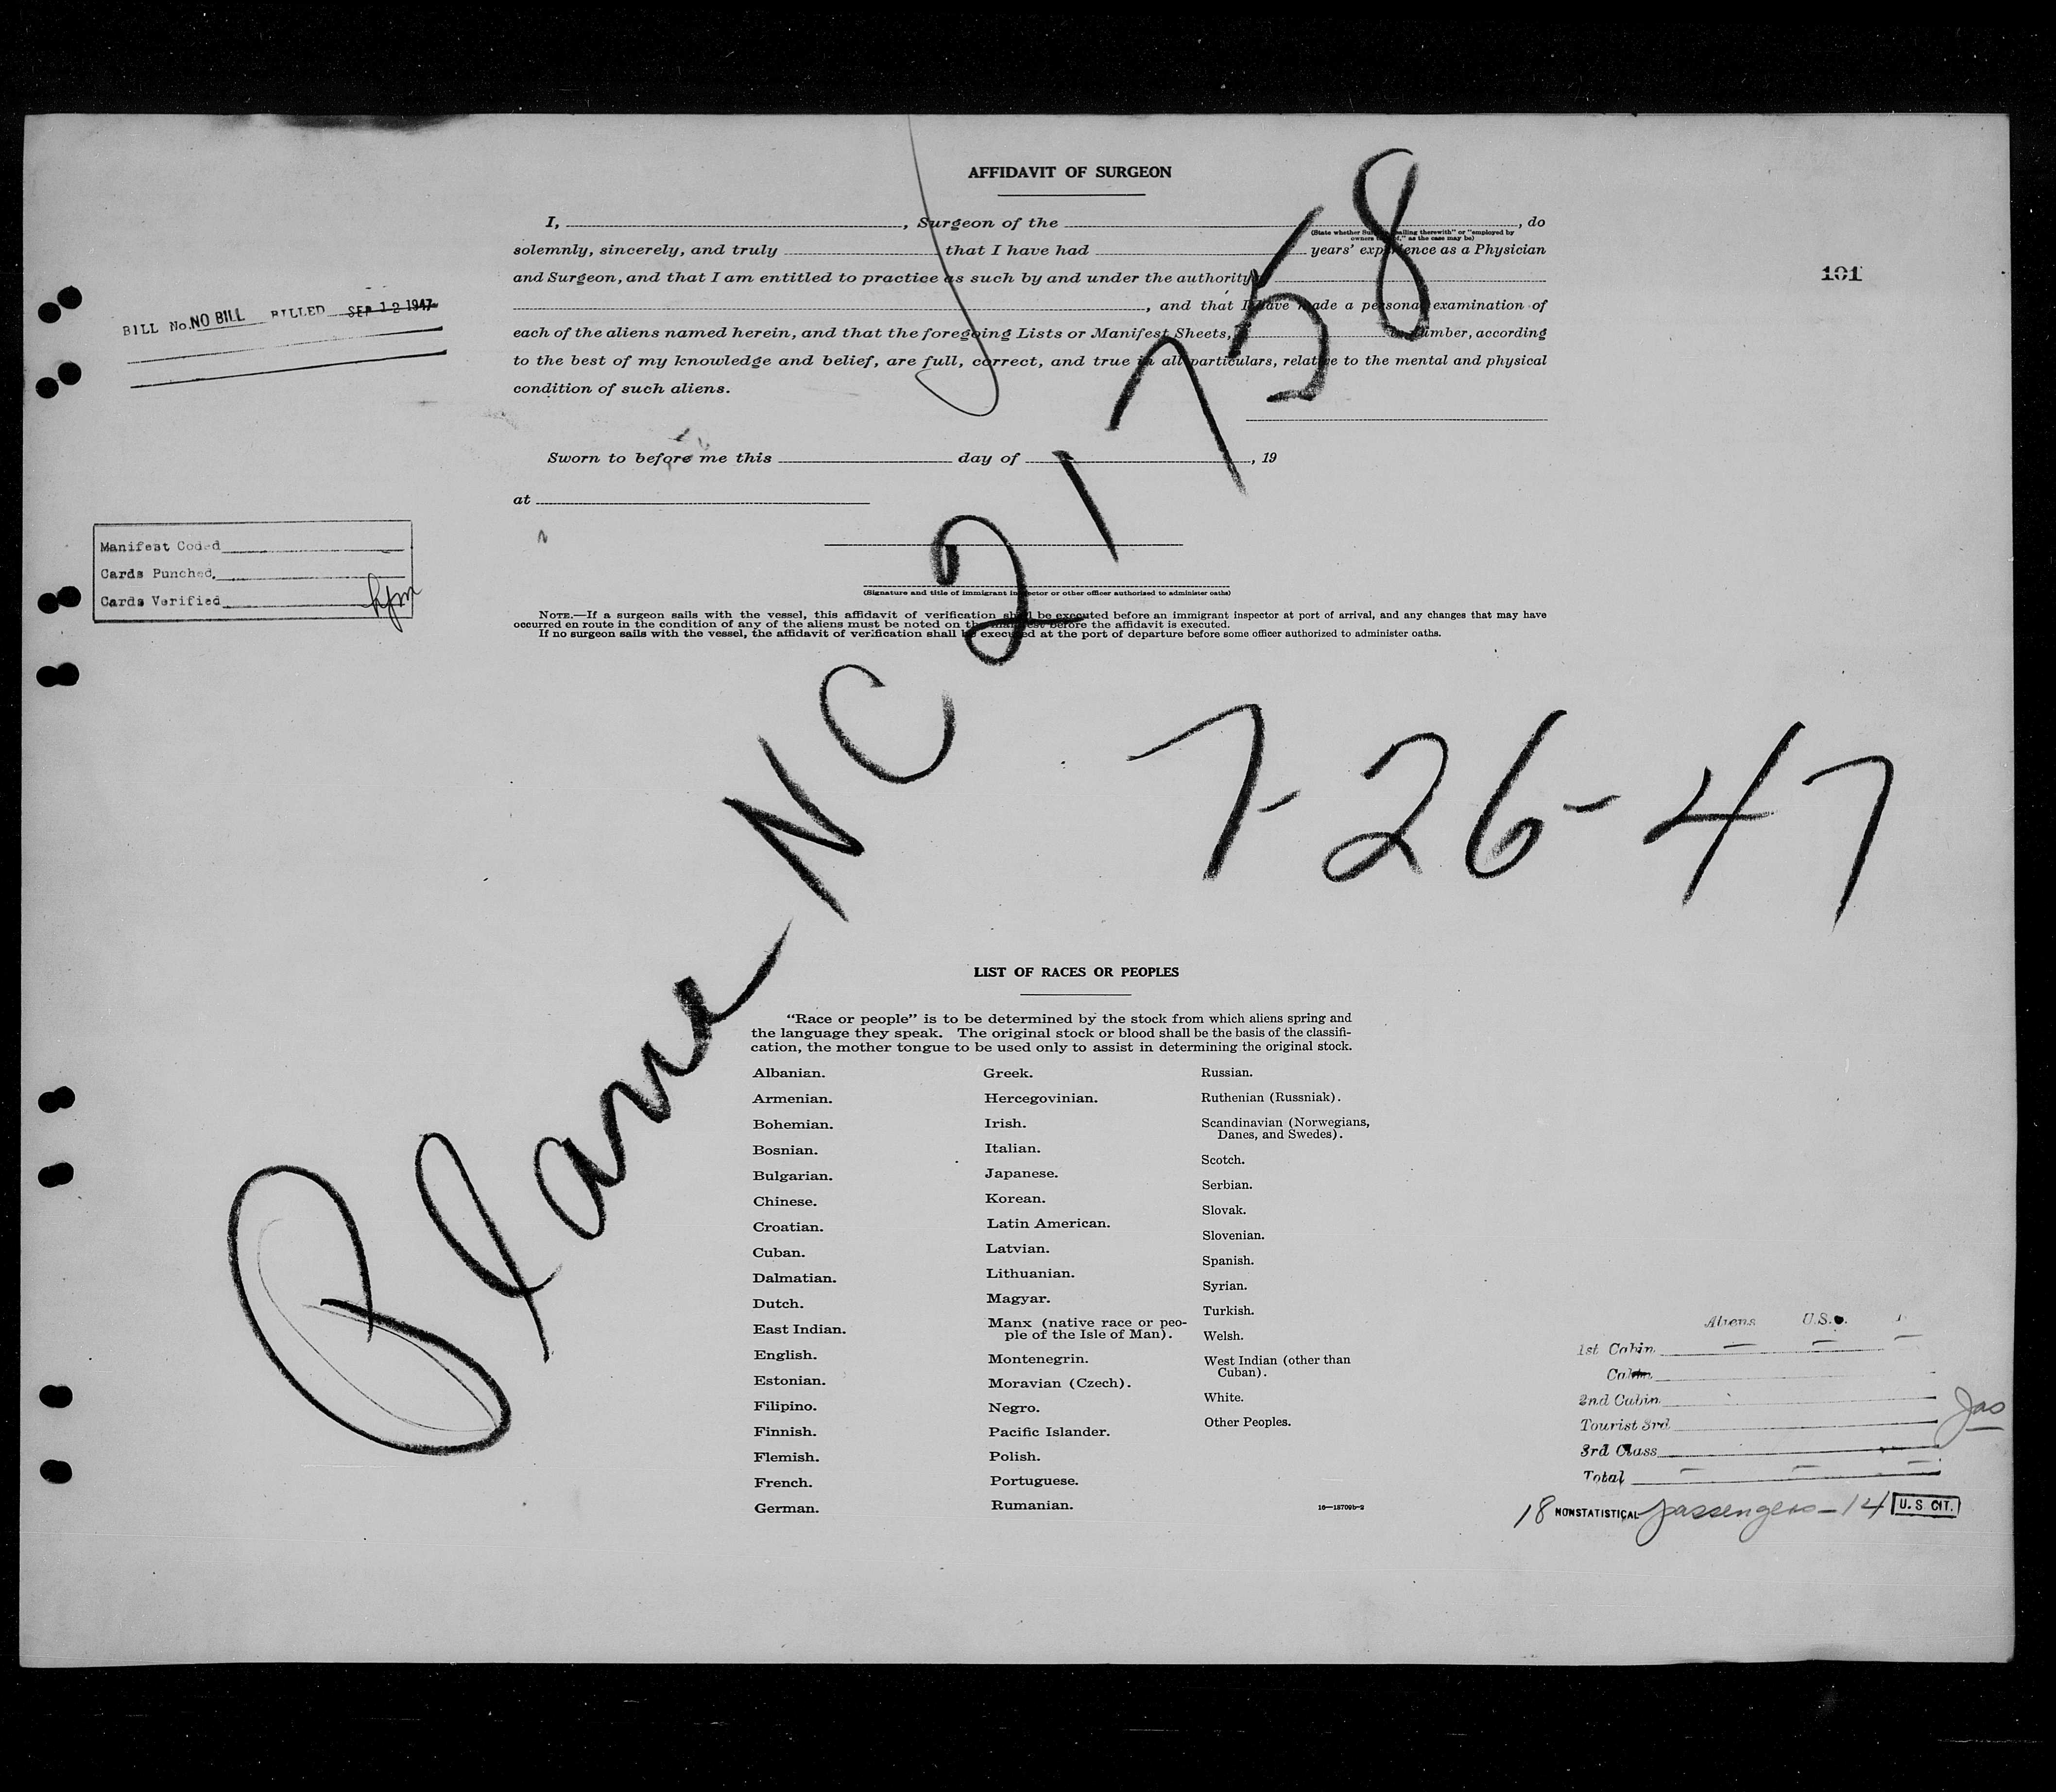 AFFIDAVIT OF SURGEON
I, , Surgeon of the , do
(State whether Sur ailing therewith" or "employed by
owners " as the case may be)
solemnly, sincerely, and truly that I have had years' experience as a Physician
and Surgeon, and that I am entitled to practice as such by and under the authority
, and that I have made a personal examination of
each of the aliens named herein, and that the foregoing Lists or Manifest Sheets, number, according
to the best of my knowledge and belief, are full, correct, and true in all particulars, relative to the mental and physical
condition of such aliens.
101
BILL No. NO BILL BILLED SEP 12 1947
Sworn to before me this day of , 19
at
(Signature and title of immigrant inspector or other officer authorized to administer oaths)
Manifest Coded
Cards Punched
Cards Verified
NOTE.—If a surgeon sails with the vessel, this affidavit of verification shall be executed before an immigrant inspector at port of arrival, and any changes that may have
occurred en route in the condition of any of the aliens must be noted on the manifest before the affidavit is executed.
If no surgeon sails with the vessel, the affidavit of verification shall be executed at the port of departure before some officer authorized to administer oaths.
Plane NC 21758
7-26-47
LIST OF RACES OR PEOPLES
"Race or people" is to be determined by the stock from which aliens spring and
the language they speak. The original stock or blood shall be the basis of the classifi-
cation, the mother tongue to be used only to assist in determining the original stock.
Albanian.
Armenian.
Bohemian.
Bosnian.
Bulgarian.
Chinese.
Croatian.
Cuban.
Dalmatian.
Dutch.
East Indian.
English.
Estonian.
Filipino.
Finnish.
Flemish.
French.
German.
Greek.
Hercegovinian.
Irish.
Italian.
Japanese.
Korean.
Latin American.
Latvian.
Lithuanian.
Magyar.
Manx (native race or peo-
ple of the Isle of Man).
Montenegrin.
Moravian (Czech).
Negro.
Pacific Islander.
Polish.
Portuguese.
Rumanian.
Russian.
Ruthenian (Russniak).
Scandinavian (Norwegians,
Danes, and Swedes).
Scotch.
Serbian.
Slovak.
Slovenian.
Spanish.
Syrian.
Turkish.
Welsh.
West Indian (other than
Cuban).
White.
Other Peoples.
16—18709b-2
Aliens U.S.
1st Cabin — — —
Cabin
2nd Cabin
Tourist 3rd
3rd Class
Total — — —
Jas
18 NONSTATISTICAL passengers - 14 U.S CIT.